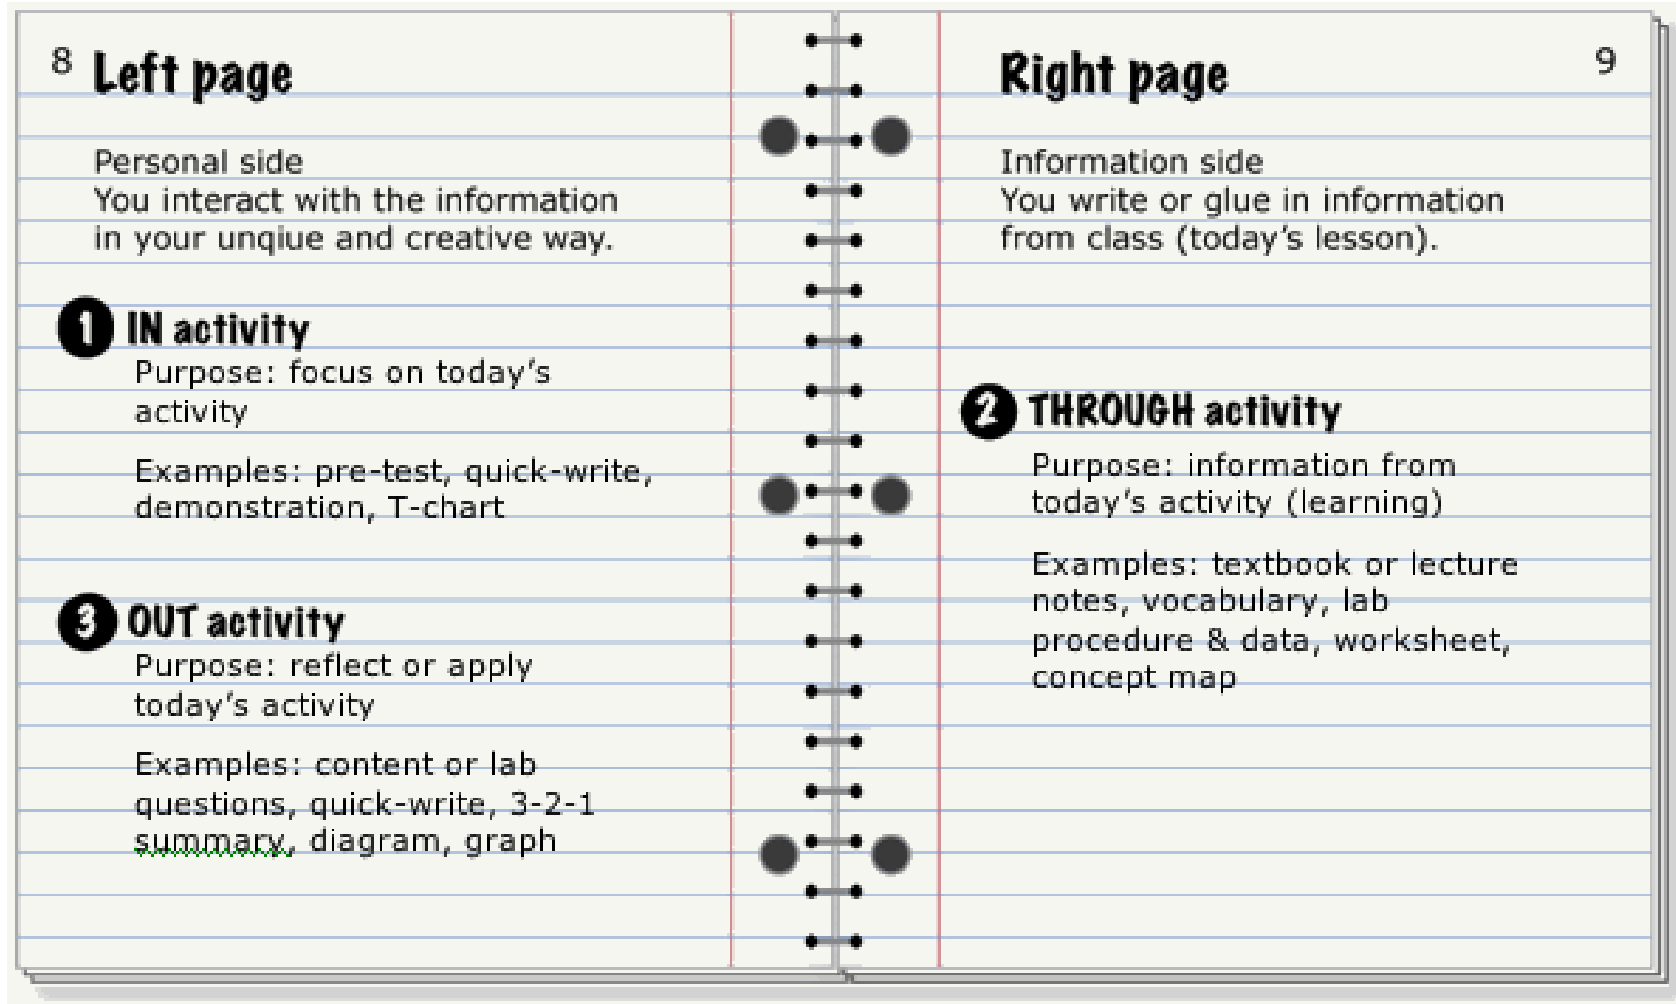 8
Left page
Personal side
You interact with the information
in your unqiue and creative way.
1 IN activity
Purpose: focus on today's
activity
Examples: pre-test, quick-write,
demonstration, T-chart
3 OUT activity
Purpose: reflect or apply
today's activity
Examples: content or lab
questions, quick-write, 3-2-1
summary, diagram, graph
Right page
9
Information side
You write or glue in information
from class (today's lesson).
2 THROUGH activity
Purpose: information from
today's activity (learning)
Examples: textbook or lecture
notes, vocabulary, lab
procedure & data, worksheet,
concept map